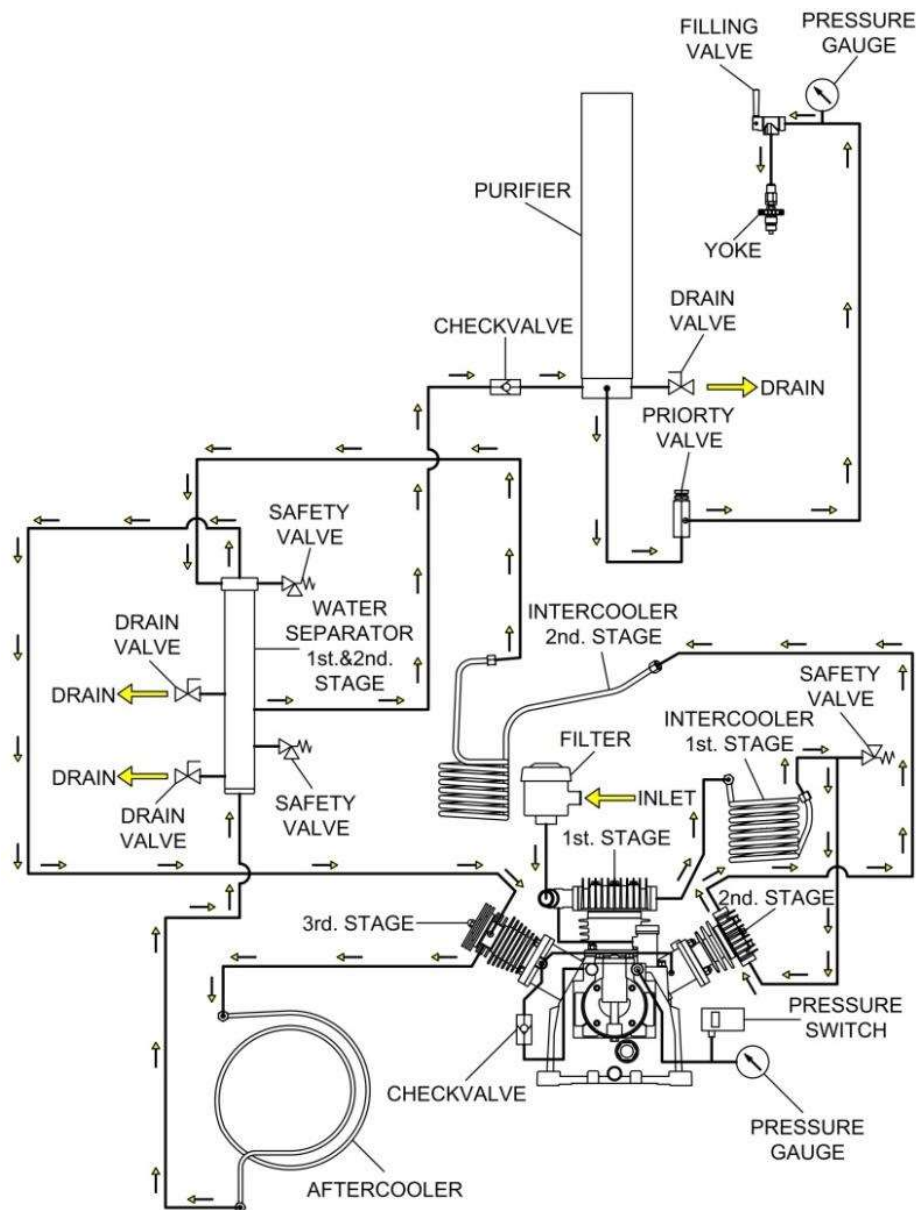 FILLING
VALVE
PRESSURE
GAUGE
PURIFIER
YOKE
CHECKVALVE
DRAIN
VALVE
DRAIN
PRIORTY
VALVE
SAFETY
VALVE
WATER
SEPARATOR
1st.&2nd.
STAGE
DRAIN
VALVE
DRAIN
DRAIN
DRAIN
VALVE
SAFETY
VALVE
INTERCOOLER
2nd. STAGE
SAFETY
VALVE
INTERCOOLER
1st. STAGE
FILTER
INLET
1st. STAGE
2nd. STAGE
3rd. STAGE
PRESSURE
SWITCH
CHECKVALVE
PRESSURE
GAUGE
AFTERCOOLER